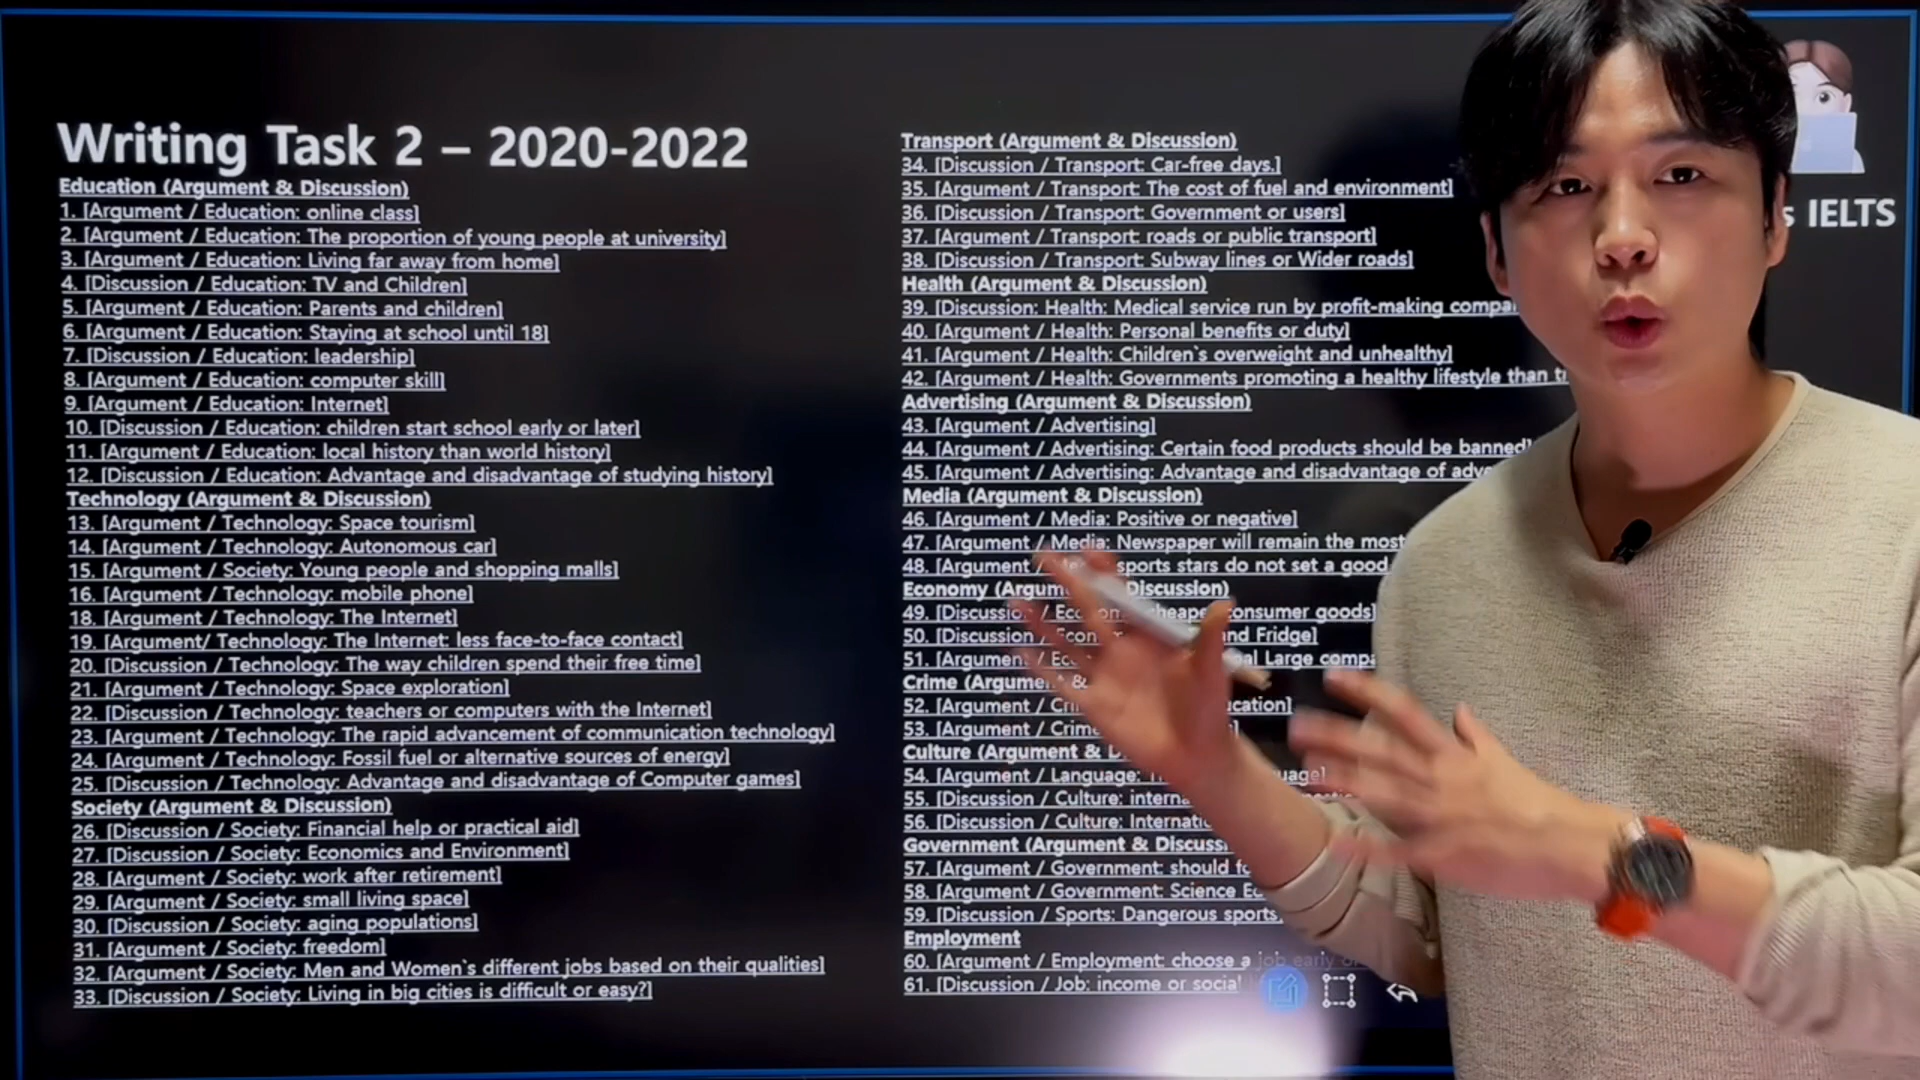 Writing Task 2 – 2020-2022
Education (Argument & Discussion)
1. [Argument / Education: online class]
2. [Argument / Education: The proportion of young people at university]
3. [Argument / Education: Living far away from home]
4. [Discussion / Education: TV and Children]
5. [Argument / Education: Parents and children]
6. [Argument / Education: Staying at school until 18]
7. [Discussion / Education: leadership]
8. [Argument / Education: computer skill]
9. [Argument / Education: Internet]
10. [Discussion / Education: children start school early or later]
11. [Argument / Education: local history than world history]
12. [Discussion / Education: Advantage and disadvantage of studying history]
Technology (Argument & Discussion)
13. [Argument / Technology: Space tourism]
14. [Argument / Technology: Autonomous car]
15. [Argument / Society: Young people and shopping malls]
16. [Argument / Technology: mobile phone]
18. [Argument / Technology: The Internet]
19. [Argument/ Technology: The Internet: less face-to-face contact]
20. [Discussion / Technology: The way children spend their free time]
21. [Argument / Technology: Space exploration]
22. [Discussion / Technology: teachers or computers with the Internet]
23. [Argument / Technology: The rapid advancement of communication technology]
24. [Argument / Technology: Fossil fuel or alternative sources of energy]
25. [Discussion / Technology: Advantage and disadvantage of Computer games]
Society (Argument & Discussion)
26. [Discussion / Society: Financial help or practical aid]
27. [Discussion / Society: Economics and Environment]
28. [Argument / Society: work after retirement]
29. [Argument / Society: small living space]
30. [Discussion / Society: aging populations]
31. [Argument / Society: freedom]
32. [Argument / Society: Men and Women`s different jobs based on their qualities]
33. [Discussion / Society: Living in big cities is difficult or easy?]
Transport (Argument & Discussion)
34. [Discussion / Transport: Car-free days.]
35. [Argument / Transport: The cost of fuel and environment]
36. [Discussion / Transport: Government or users]
37. [Argument / Transport: roads or public transport]
38. [Discussion / Transport: Subway lines or Wider roads]
Health (Argument & Discussion)
39. [Discussion: Health: Medical service run by profit-making
40. [Argument / Health: Personal benefits or duty]
41. [Argument / Health: Children`s overweight and unhealthy]
42. [Argument / Health: Governments promoting a healthy lifestyle than
Advertising (Argument & Discussion)
43. [Argument / Advertising]
44. [Argument / Advertising: Certain food products should be banned]
45. [Argument / Advertising: Advantage and disadvantage of
Media (Argument & Discussion)
46. [Argument / Media: Positive or negative]
47. [Argument / Media: Newspaper will remain the most
48. [Argument / sports stars do not set a good
Economy Discussion)
49. / cheaper consumer goods]
50. [Discussion / and Fridge]
51. Large
Crime &
52. [Argument /
53. [Argument / Crime
Culture (Argument &
54. [Argument / Language:
55. [Discussion / Culture:
56. [Discussion / Culture:
Government (Argument &
57. [Argument / Government: should
58. [Argument / Government: Science
59. [Discussion / Sports: Dangerous sports
Employment
60. [Argument / Employment: choose a job early
61. [Discussion / Job: income or social
IELTS